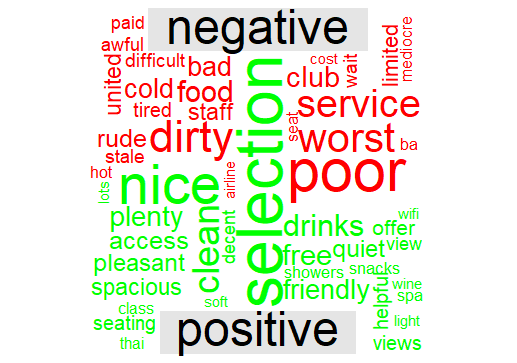 negative
paid
awful
difficult
united
cold
bad
food
tired
staff
rude
dirty
stale
hot
cost
club
wait
limited
mediocre
service
seat
worst
ba
poor
airline
lots
nice
selection
plenty
access
pleasant
spacious
clean
decent
class
soft
seating
thai
drinks
offer
wifi
free
quiet
view
showers
snacks
friendly
helpful
wine
spa
light
views
positive